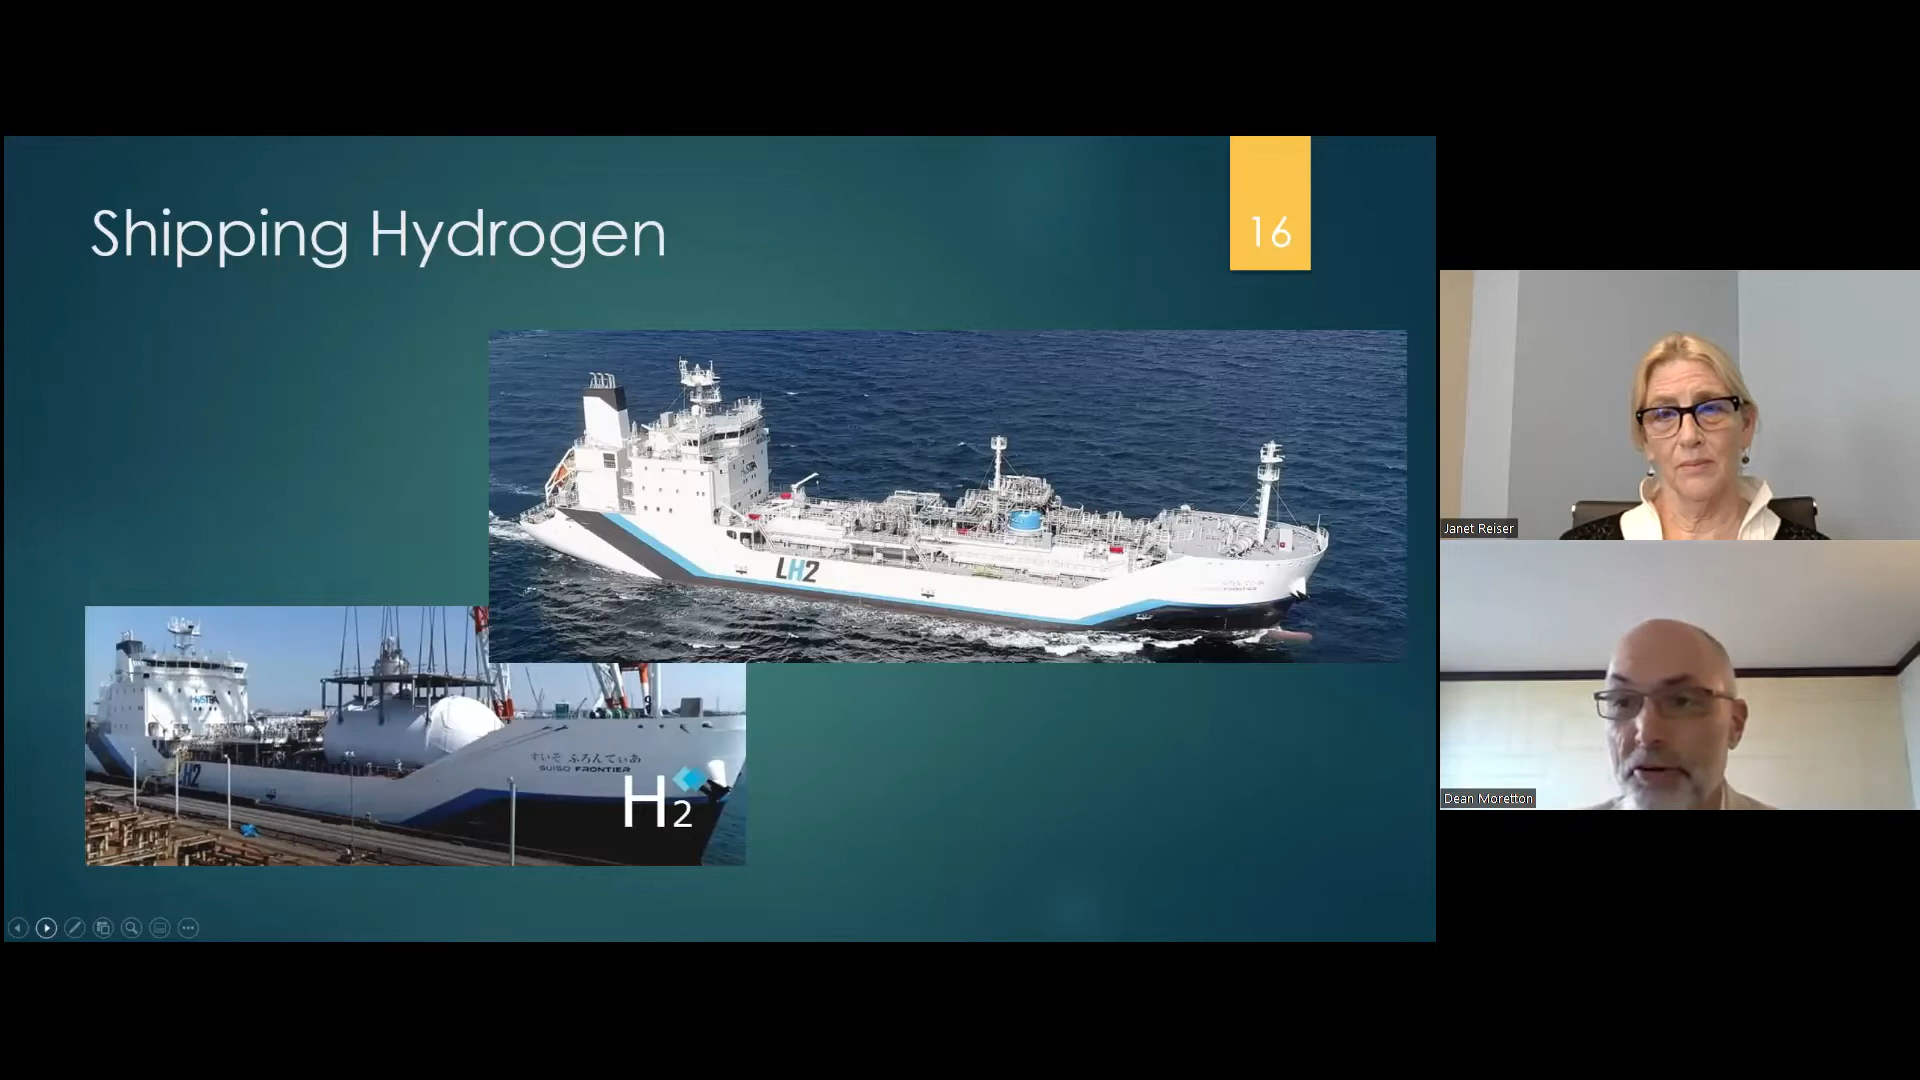 Shipping Hydrogen
16
LH2
HySTRA
H2
すいそ ふろんてぃあ
SUISO FRONTIER
H2
Janet Reiser
Dean Moretton